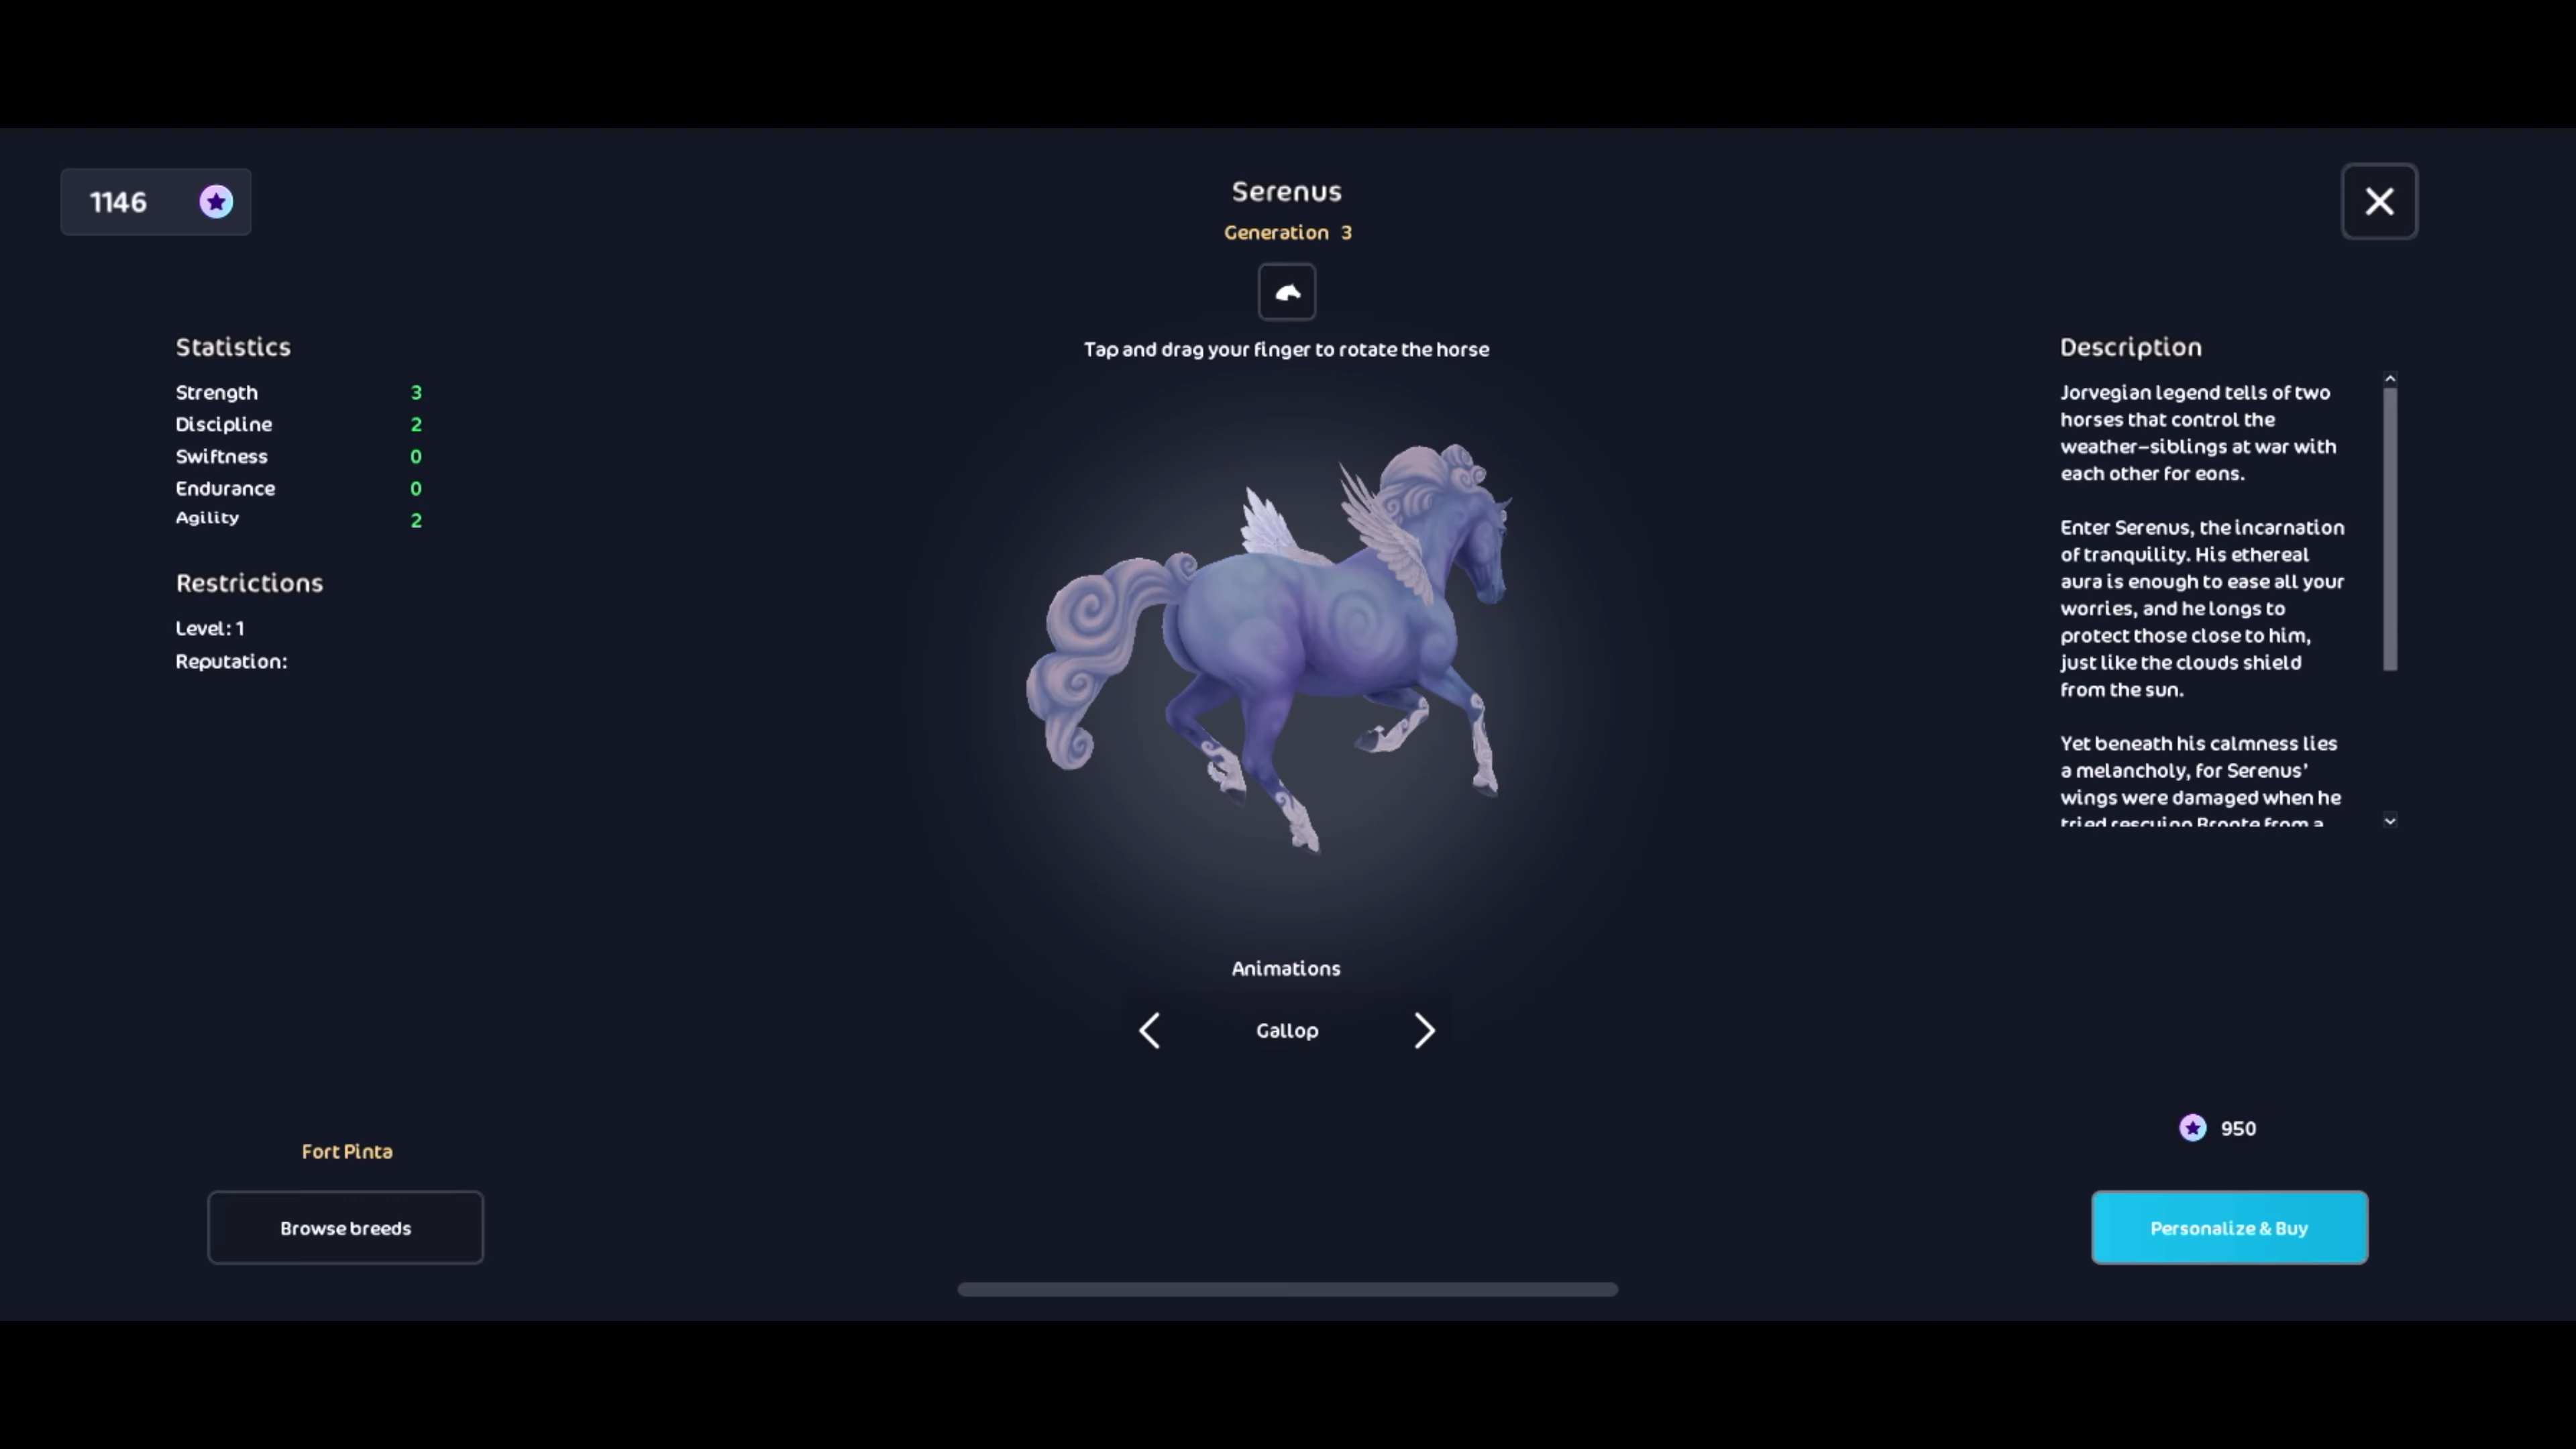 1146
Serenus
Generation 3
Tap and drag your finger to rotate the horse
Statistics
Strength 3
Discipline 2
Swiftness 0
Endurance 0
Agility 2
Restrictions
Level: 1
Reputation:
Description
Jorvegian legend tells of two
horses that control the
weather–siblings at war with
each other for eons.
Enter Serenus, the incarnation
of tranquility. His ethereal
aura is enough to ease all your
worries, and he longs to
protect those close to him,
just like the clouds shield
from the sun.
Yet beneath his calmness lies
a melancholy, for Serenus'
wings were damaged when he
tried rescuing Bronte from a
Animations
Gallop
Fort Pinta
Browse breeds
950
Personalize & Buy